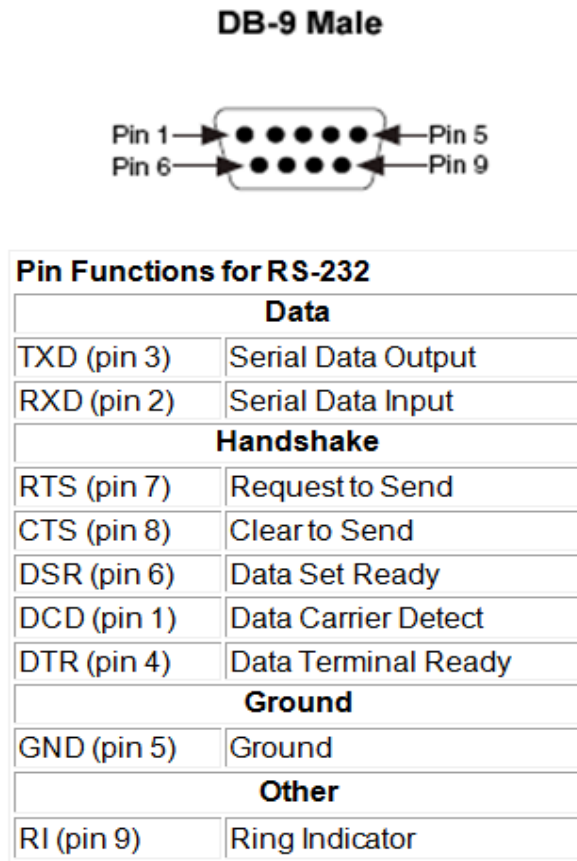 DB-9 Male
Pin 1 Pin 5
Pin 6 Pin 9
Pin Functions for RS-232
Data
TXD (pin 3) Serial Data Output
RXD (pin 2) Serial Data Input
Handshake
RTS (pin 7) Request to Send
CTS (pin 8) Clear to Send
DSR (pin 6) Data Set Ready
DCD (pin 1) Data Carrier Detect
DTR (pin 4) Data Terminal Ready
Ground
GND (pin 5) Ground
Other
RI (pin 9) Ring Indicator